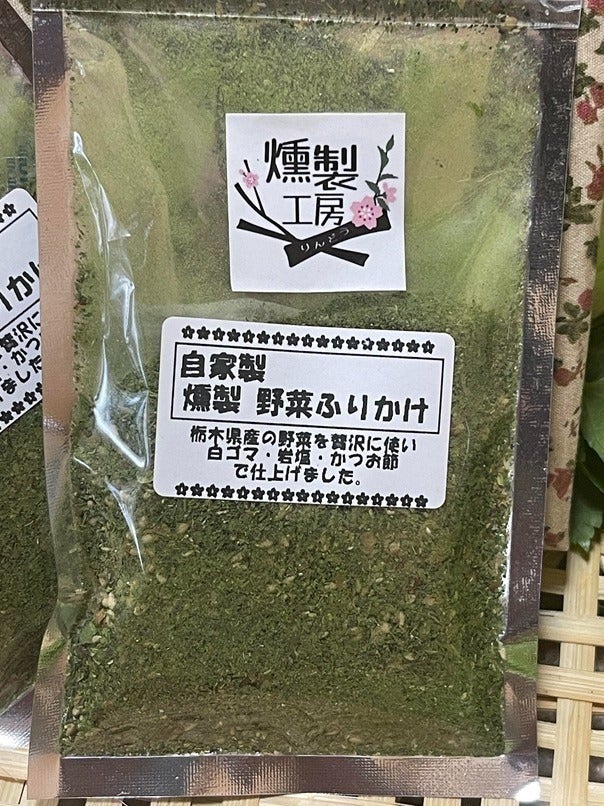 燻製
工房
りんどう
自家製
燻製 野菜ふりかけ
栃木県産の野菜を贅沢に使い
白ゴマ・岩塩・かつお節
で仕上げました。